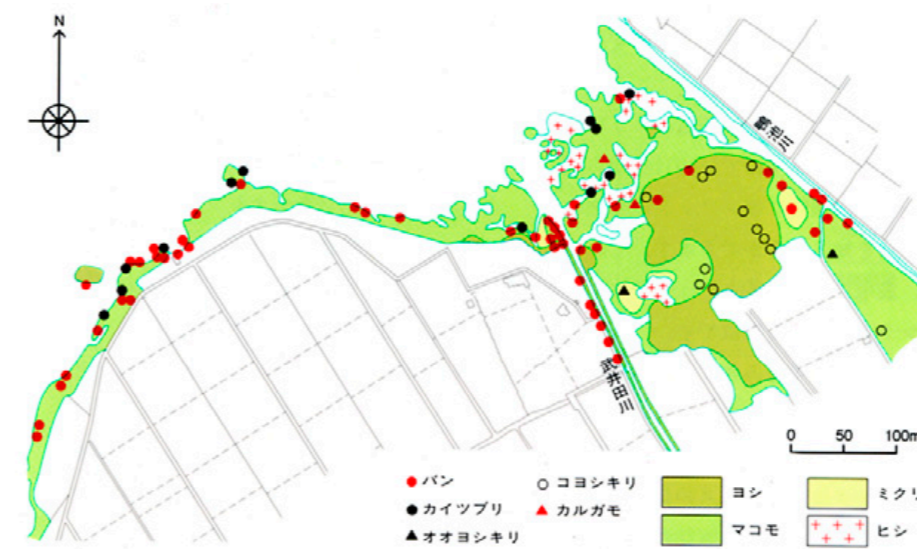 N
鴨池川
武井田川
0 50 100m
バン
カイツブリ
オオヨシキリ
コヨシキリ
カルガモ
ヨシ
マコモ
ミクリ
ヒシ